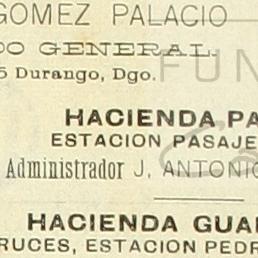 GOMEZ PALACIO
GENERAL.
5 Durango, Dgo.
HACIENDA PA
ESTACION PASAJE
Administrador J. ANTONIO
HACIENDA GUA
RUCES, ESTACION PEDR